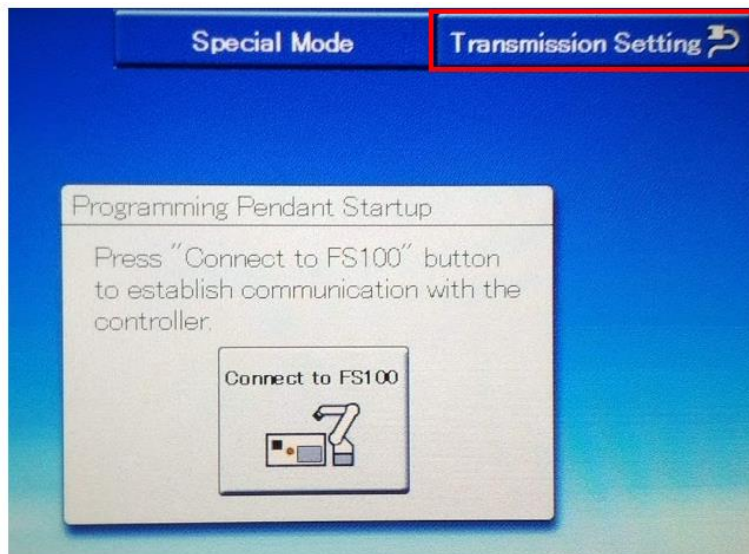 Special Mode
Transmission Setting
Programming Pendant Startup
Press "Connect to FS100" button
to establish communication with the
controller.
Connect to FS100